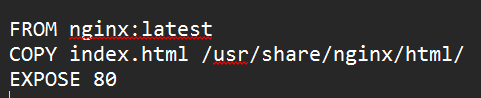 FROM nginx:latest
COPY index.html /usr/share/nginx/html/
EXPOSE 80